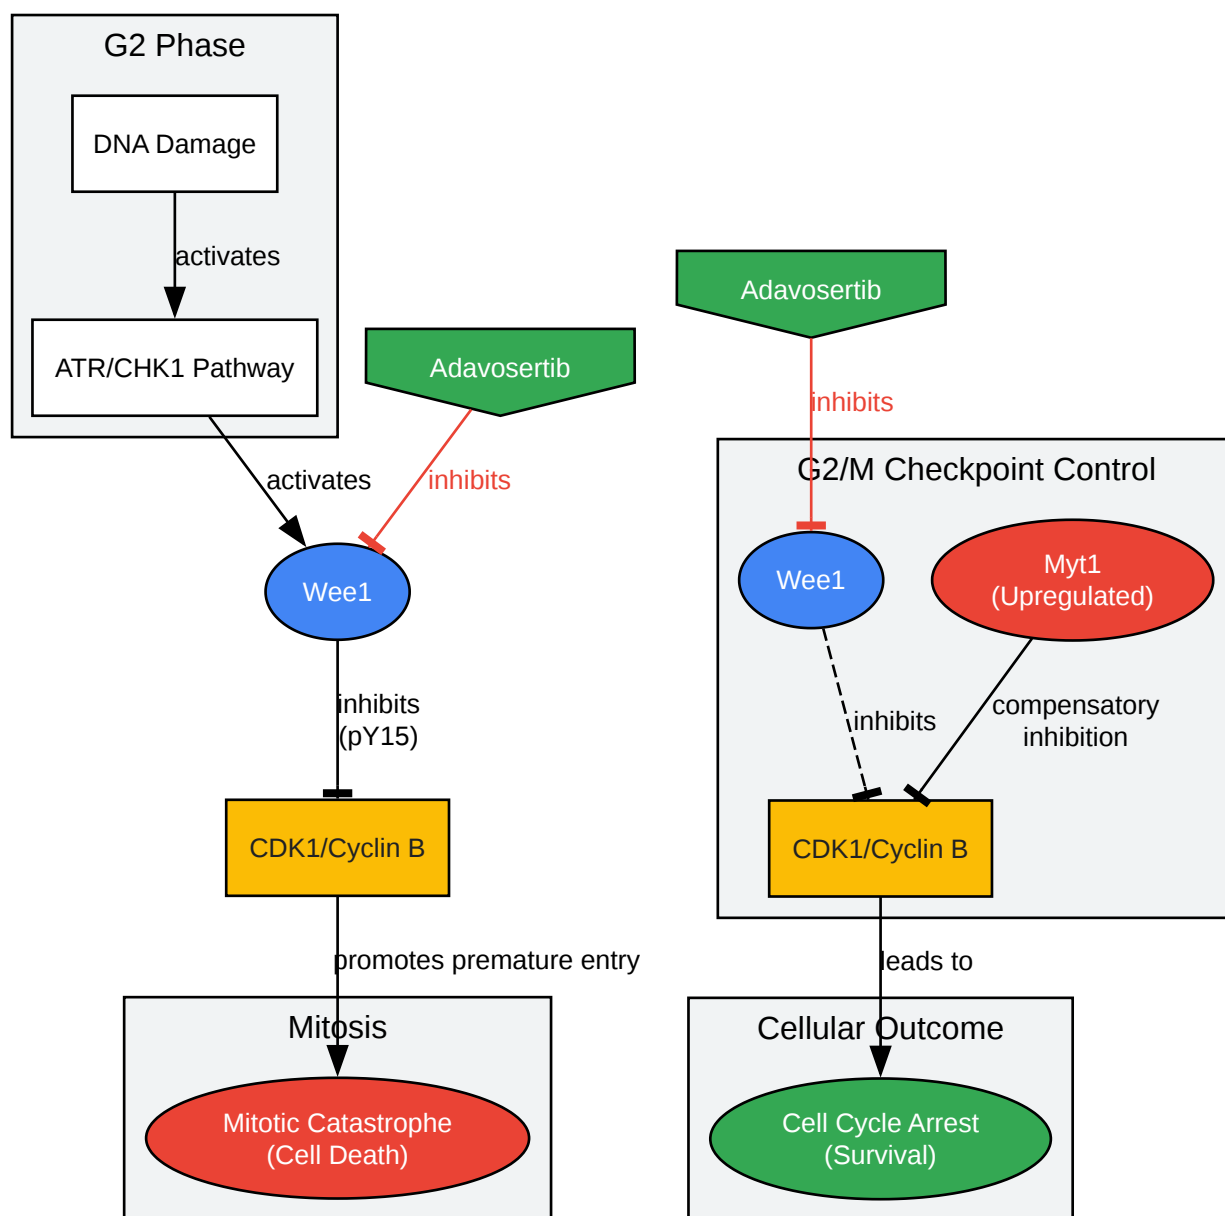 G2 Phase
DNA Damage
activates
ATR/CHK1 Pathway
Adavosertib
activates
inhibits
Wee1
inhibits
(pY15)
CDK1/Cyclin B
promotes premature entry
Mitosis
Mitotic Catastrophe
(Cell Death)
Adavosertib
inhibits
G2/M Checkpoint Control
Wee1
Myt1
(Upregulated)
inhibits
compensatory
inhibition
CDK1/Cyclin B
leads to
Cellular Outcome
Cell Cycle Arrest
(Survival)